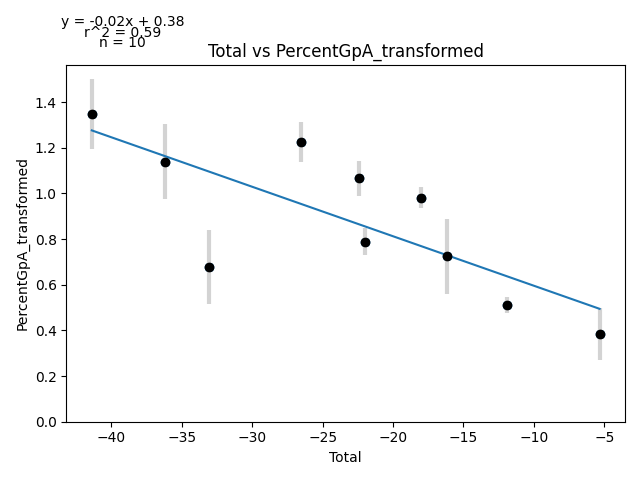 y = -0.02x + 0.38
r^2 = 0.59
n = 10
Total vs PercentGpA_transformed
PercentGpA_transformed
1.4
1.2
1.0
0.8
0.6
0.4
0.2
0.0
−40 −35 −30 −25 −20 −15 −10 −5
Total